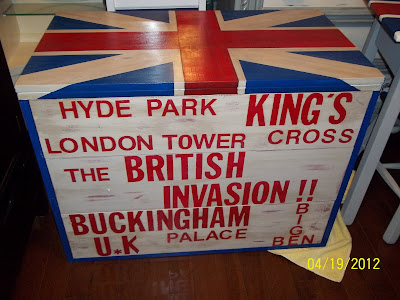 HYDE PARK KING'S
LONDON TOWER CROSS
THE BRITISH
INVASION !!
BUCKINGHAM BIG
U*K PALACE BEN
04/19/2012